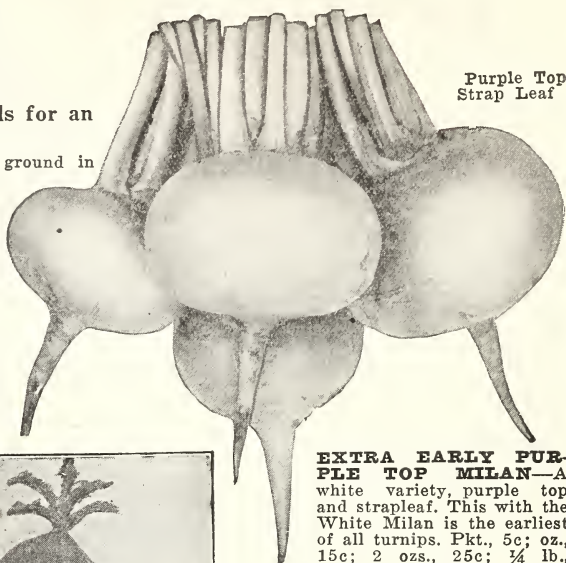 ls for an
ground in
Purple Top
Strap Leaf
EXTRA EARLY PUR-
PLE TOP MILAN—A
white variety, purple top
and strapleaf. This with the
White Milan is the earliest
of all turnips. Pkt., 5c; oz.,
15c; 2 ozs., 25c; ¼ lb.,